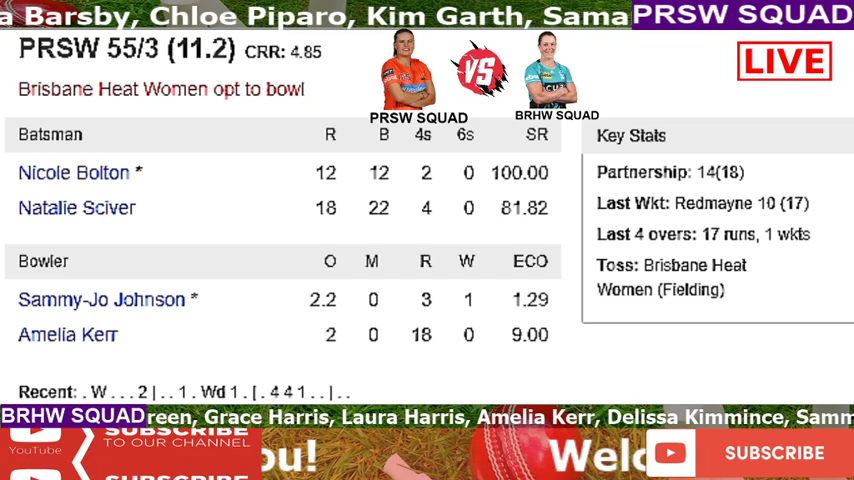 a Barsby, Chloe Piparo, Kim Garth, Sama
PRSW SQUAD
PRSW 55/3 (11.2) CRR: 4.85
VS
LIVE
Brisbane Heat Women opt to bowl
PRSW SQUAD
BRHW SQUAD
Batsman R B 4s 6s SR
Nicole Bolton * 12 12 2 0 100.00
Natalie Sciver 18 22 4 0 81.82
Bowler O M R W ECO
Sammy-Jo Johnson * 2.2 0 3 1 1.29
Amelia Kerr 2 0 18 0 9.00
Key Stats
Partnership: 14(18)
Last Wkt: Redmayne 10 (17)
Last 4 overs: 17 runs, 1 wkts
Toss: Brisbane Heat
Women (Fielding)
Recent: . W . . . 2 | . . 1 . Wd 1 . [ . 4 4 1 . . | . .
BRHW SQUAD
reen, Grace Harris, Laura Harris, Amelia Kerr, Delissa Kimmince, Samm
SUBSCRIBE
TO OUR CHANNEL
YouTube
SUBSCRIBE
ou!
Welc
SUBSCRIBE